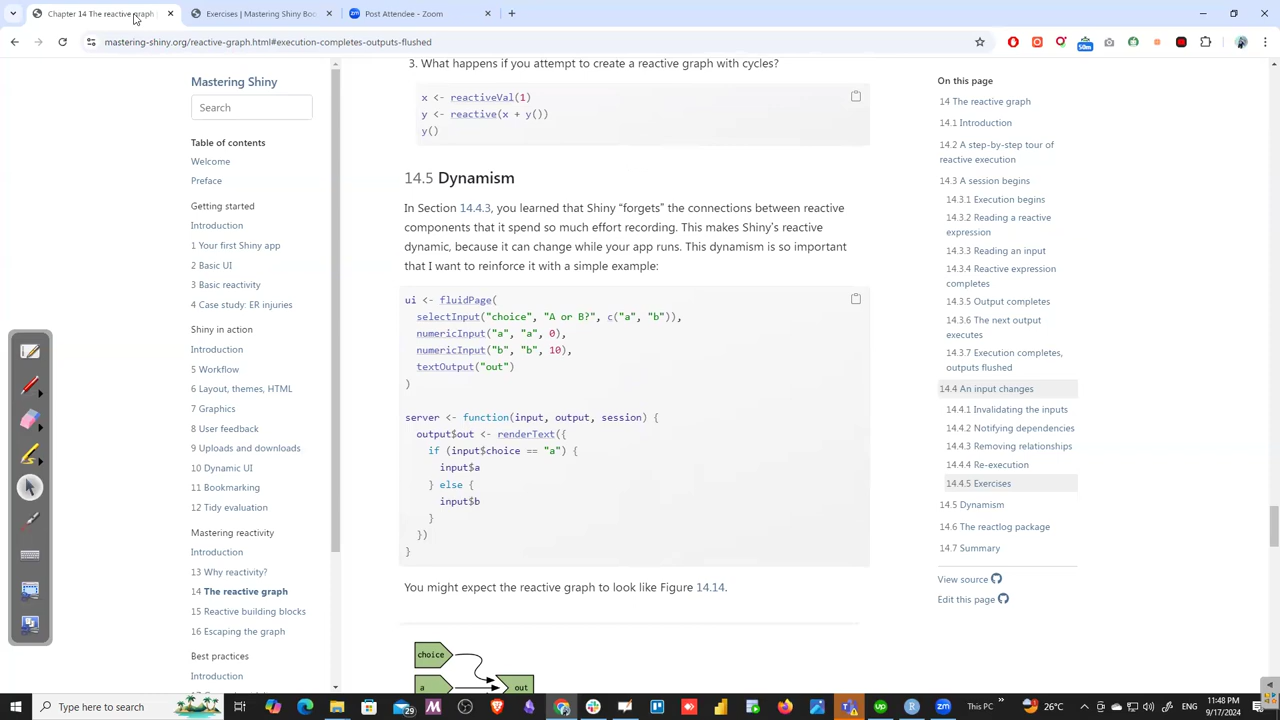 Chapter 14 The reactive graph
Exercises | Mastering Shiny Boo
Post Attendee - Zoom
mastering-shiny.org/reactive-graph.html#execution-completes-outputs-flushed
50m
Mastering Shiny
Search
Table of contents
Welcome
Preface
Getting started
Introduction
1 Your first Shiny app
2 Basic UI
3 Basic reactivity
4 Case study: ER injuries
Shiny in action
Introduction
5 Workflow
6 Layout, themes, HTML
7 Graphics
8 User feedback
9 Uploads and downloads
10 Dynamic UI
11 Bookmarking
12 Tidy evaluation
Mastering reactivity
Introduction
13 Why reactivity?
14 The reactive graph
15 Reactive building blocks
16 Escaping the graph
Best practices
Introduction
3. What happens if you attempt to create a reactive graph with cycles?
x <- reactiveVal(1)
y <- reactive(x + y())
y()
14.5 Dynamism
In Section 14.4.3, you learned that Shiny “forgets” the connections between reactive
components that it spend so much effort recording. This makes Shiny’s reactive
dynamic, because it can change while your app runs. This dynamism is so important
that I want to reinforce it with a simple example:
ui <- fluidPage(
selectInput("choice", "A or B?", c("a", "b")),
numericInput("a", "a", 0),
numericInput("b", "b", 10),
textOutput("out")
)
server <- function(input, output, session) {
output$out <- renderText({
if (input$choice == "a") {
input$a
} else {
input$b
}
})
}
You might expect the reactive graph to look like Figure 14.14.
choice
a
out
On this page
14 The reactive graph
14.1 Introduction
14.2 A step-by-step tour of
reactive execution
14.3 A session begins
14.3.1 Execution begins
14.3.2 Reading a reactive
expression
14.3.3 Reading an input
14.3.4 Reactive expression
completes
14.3.5 Output completes
14.3.6 The next output
executes
14.3.7 Execution completes,
outputs flushed
14.4 An input changes
14.4.1 Invalidating the inputs
14.4.2 Notifying dependencies
14.4.3 Removing relationships
14.4.4 Re-execution
14.4.5 Exercises
14.5 Dynamism
14.6 The reactlog package
14.7 Summary
View source
Edit this page
Type here to search
29
zm
This PC
26°C
11:48 AM
9/17/2024